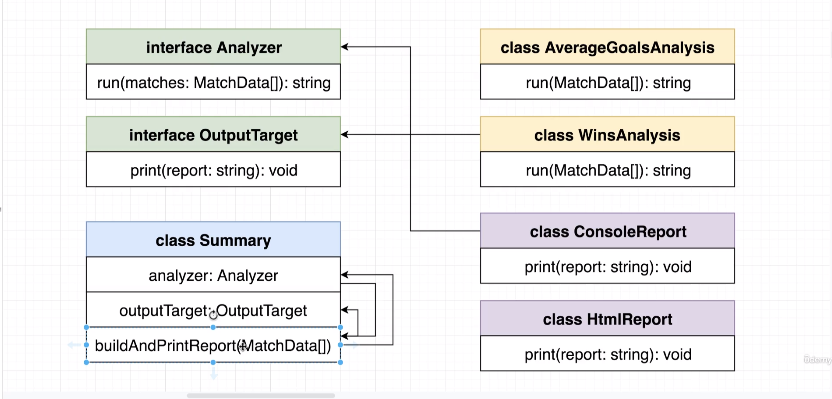 interface Analyzer
run(matches: MatchData[]): string
interface OutputTarget
print(report: string): void
class Summary
analyzer: Analyzer
outputTarget: OutputTarget
buildAndPrintReport(MatchData[])
class AverageGoalsAnalysis
run(MatchData[]): string
class WinsAnalysis
run(MatchData[]): string
class ConsoleReport
print(report: string): void
class HtmlReport
print(report: string): void
Udemy